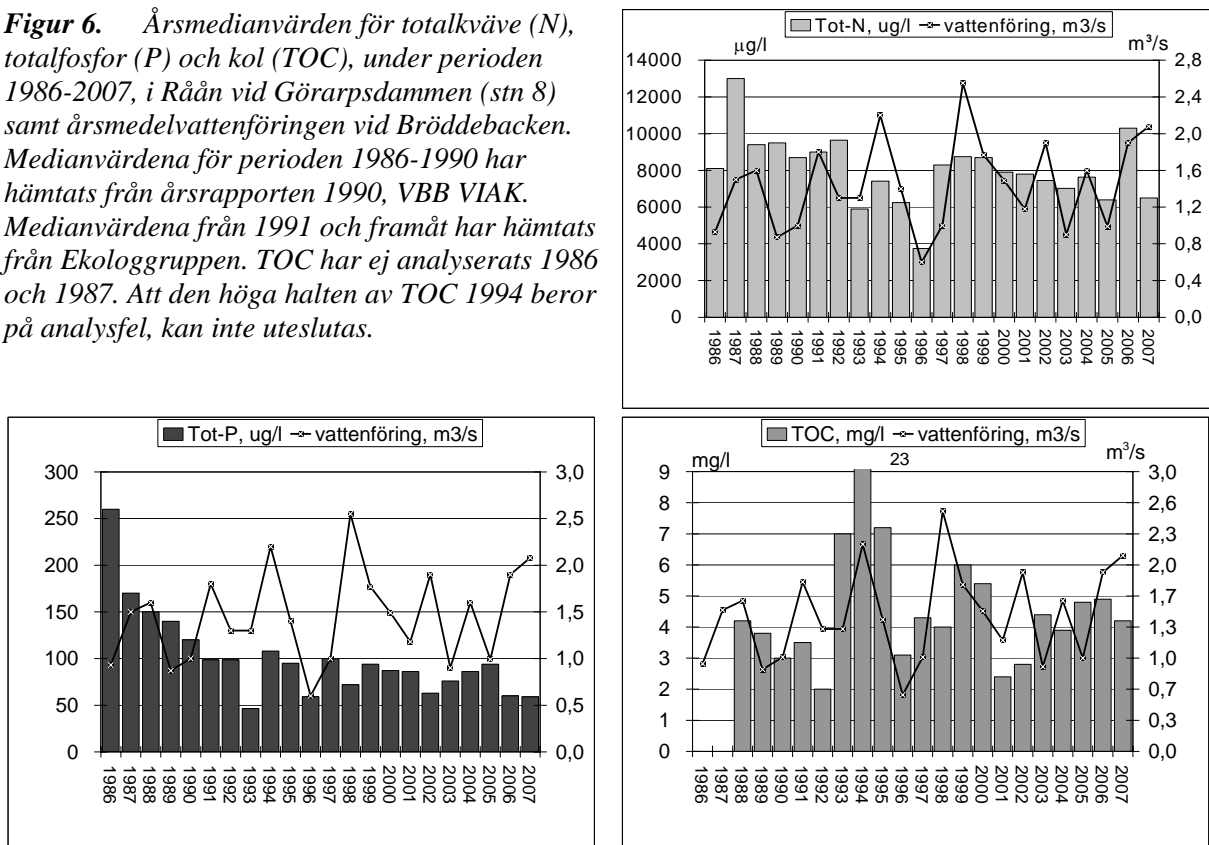 Figur 6. Årsmedianvärden för totalkväve (N),
totalfosfor (P) och kol (TOC), under perioden
1986-2007, i Råån vid Görarpsdammen (stn 8)
samt årsmedelvattenföringen vid Bröddebacken.
Medianvärdena för perioden 1986-1990 har
hämtats från årsrapporten 1990, VBB VIAK.
Medianvärdena från 1991 och framåt har hämtats
från Ekologgruppen. TOC har ej analyserats 1986
och 1987. Att den höga halten av TOC 1994 beror
på analysfel, kan inte uteslutas.
Tot-N, ug/l vattenföring, m3/s
µg/l m³/s
14000 2,8
12000 2,4
10000 2,0
8000 1,6
6000 1,2
4000 0,8
2000 0,4
0 0,0
1986 1987 1988 1989 1990 1991 1992 1993 1994 1995 1996 1997 1998 1999 2000 2001 2002 2003 2004 2005 2006 2007
Tot-P, ug/l vattenföring, m3/s
300 3,0
250 2,5
200 2,0
150 1,5
100 1,0
50 0,5
0 0,0
1986 1987 1988 1989 1990 1991 1992 1993 1994 1995 1996 1997 1998 1999 2000 2001 2002 2003 2004 2005 2006 2007
TOC, mg/l vattenföring, m3/s
mg/l 23 m³/s
9 3,0
8 2,6
7 2,3
6 2,0
5 1,7
4 1,3
3 1,0
2 0,7
1 0,3
0 0,0
1986 1987 1988 1989 1990 1991 1992 1993 1994 1995 1996 1997 1998 1999 2000 2001 2002 2003 2004 2005 2006 2007